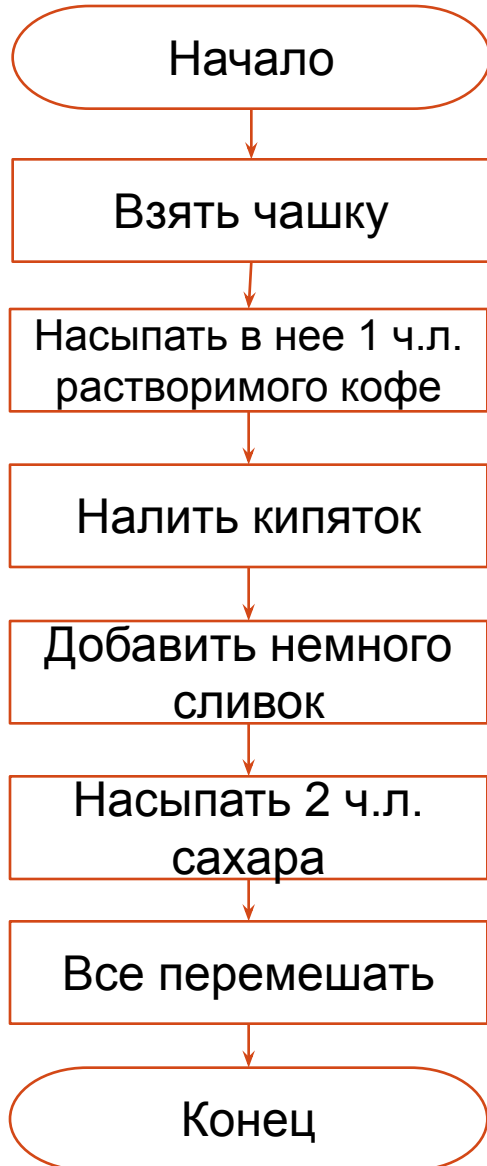 Начало
Взять чашку
Насыпать в нее 1 ч.л.
растворимого кофе
Налить кипяток
Добавить немного
сливок
Насыпать 2 ч.л.
сахара
Все перемешать
Конец